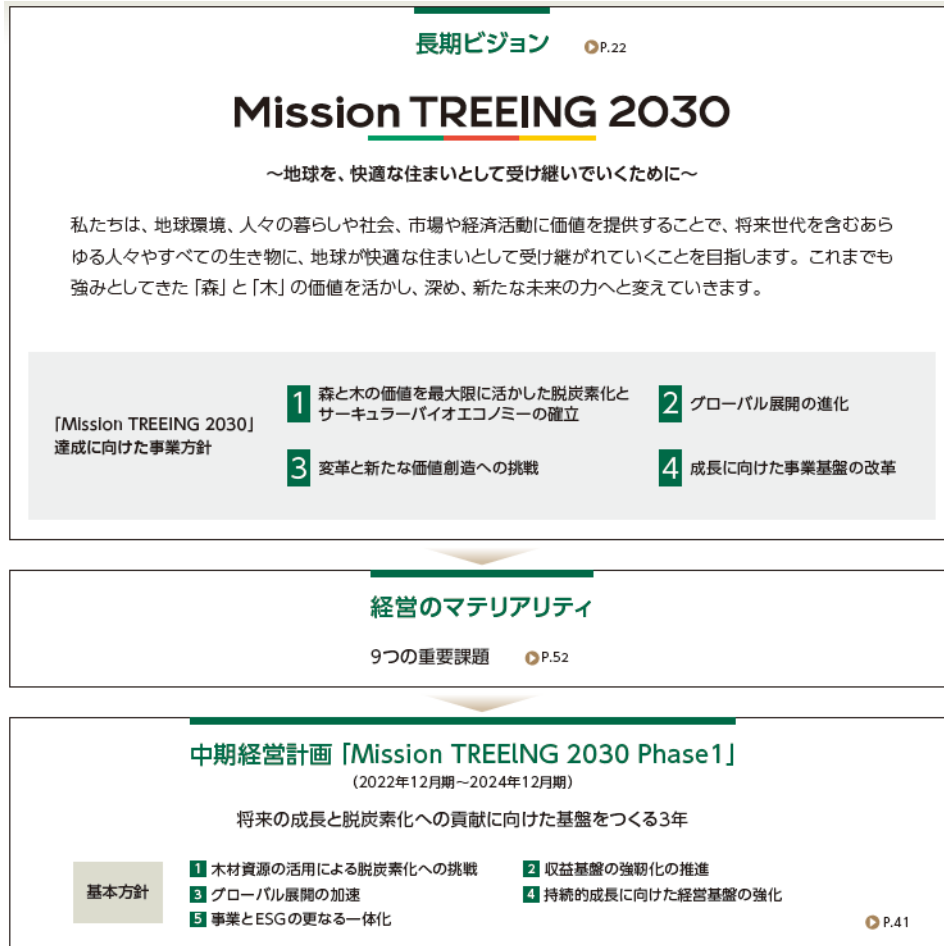 長期ビジョン P.22
Mission TREEING 2030
～地球を、快適な住まいとして受け継いでいくために～
私たちは、地球環境、人々の暮らしや社会、市場や経済活動に価値を提供することで、将来世代を含むあら
ゆる人々やすべての生き物に、地球が快適な住まいとして受け継がれていくことを目指します。これまでも
強みとしてきた「森」と「木」の価値を活かし、深め、新たな未来の力へと変えていきます。
「Mission TREEING 2030」
達成に向けた事業方針
1 森と木の価値を最大限に活かした脱炭素化と
サーキュラーバイオエコノミーの確立
2 グローバル展開の進化
3 変革と新たな価値創造への挑戦
4 成長に向けた事業基盤の改革
経営のマテリアリティ
9つの重要課題 P.52
中期経営計画「Mission TREEING 2030 Phase1」
（2022年12月期～2024年12月期）
将来の成長と脱炭素化への貢献に向けた基盤をつくる3年
基本方針
1 木材資源の活用による脱炭素化への挑戦
2 収益基盤の強靭化の推進
3 グローバル展開の加速
4 持続的成長に向けた経営基盤の強化
5 事業とESGの更なる一体化
P.41